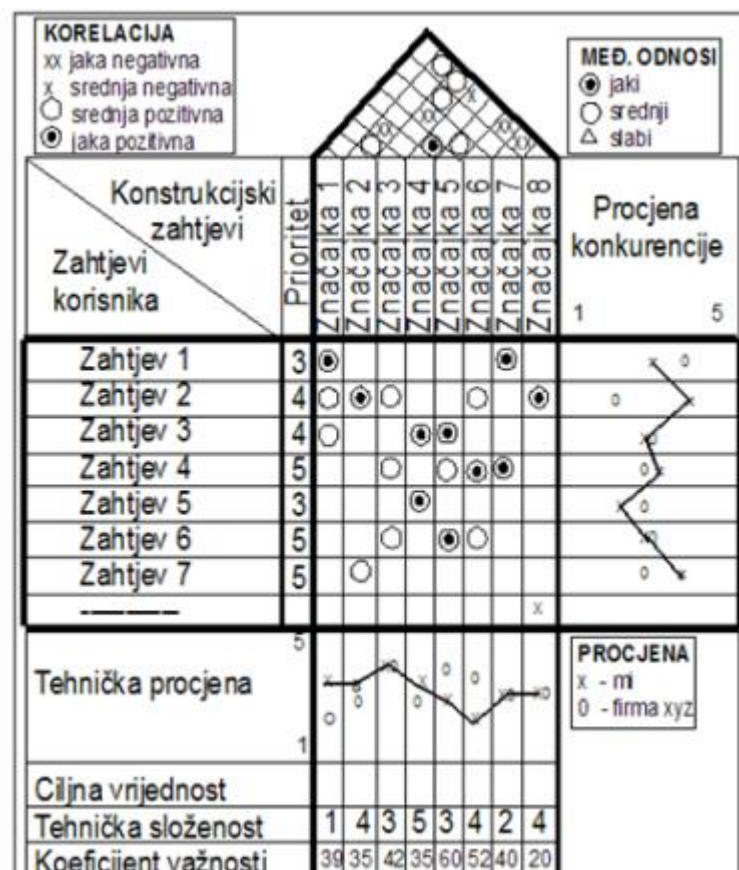 KORELACIJA
xx jaka negativna
x srednja negativna
srednja pozitivna
jaka pozitivna
MEĐ. ODNOSI
jaki
srednji
slabi
Konstrukcijski
zahtjevi
Zahtjevi
korisnika
Prioritet
Značajka 1
Značajka 2
Značajka 3
Značajka 4
Značajka 5
Značajka 6
Značajka 7
Značajka 8
Procjena
konkurencije
1 5
Zahtjev 1 3
Zahtjev 2 4
Zahtjev 3 4
Zahtjev 4 5
Zahtjev 5 3
Zahtjev 6 5
Zahtjev 7 5
Tehnička procjena
5
1
PROCJENA
x - mi
0 - firma xyz
Ciljna vrijednost
Tehnička složenost 1 4 3 5 3 4 2 4
Koeficijent važnosti 39 35 42 35 60 52 40 20